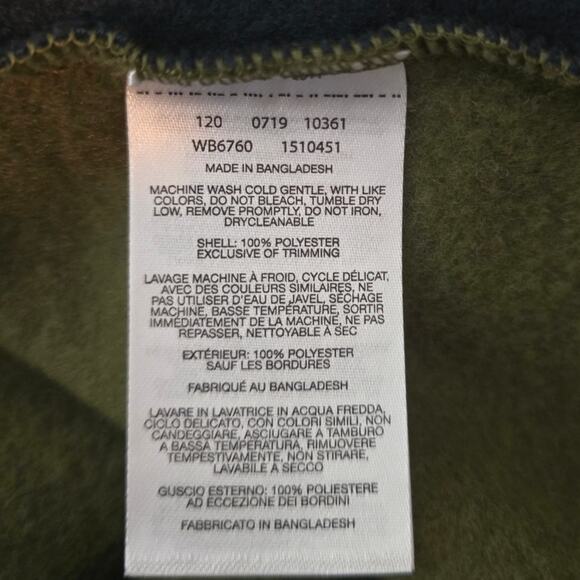 120 0719 10361
WB6760 1510451
MADE IN BANGLADESH
MACHINE WASH COLD GENTLE, WITH LIKE
COLORS, DO NOT BLEACH, TUMBLE DRY
LOW, REMOVE PROMPTLY, DO NOT IRON,
DRYCLEANABLE
SHELL: 100% POLYESTER
EXCLUSIVE OF TRIMMING
LAVAGE MACHINE À FROID, CYCLE DÉLICAT,
AVEC DES COULEURS SIMILAIRES, NE
PAS UTILISER D'EAU DE JAVEL, SÉCHAGE
MACHINE, BASSE TEMPÉRATURE, SORTIR
IMMÉDIATEMENT DE LA MACHINE, NE PAS
REPASSER, NETTOYABLE À SEC
EXTÉRIEUR: 100% POLYESTER
SAUF LES BORDURES
FABRIQUÉ AU BANGLADESH
LAVARE IN LAVATRICE IN ACQUA FREDDA,
CICLO DELICATO, CON COLORI SIMILI, NON
CANDEGGIARE, ASCIUGARE A TAMBURO
A BASSA TEMPERATURA, RIMUOVERE
TEMPESTIVAMENTE, NON STIRARE,
LAVABILE A SECCO
GUSCIO ESTERNO: 100% POLIESTERE
AD ECCEZIONE DEI BORDINI
FABBRICATO IN BANGLADESH